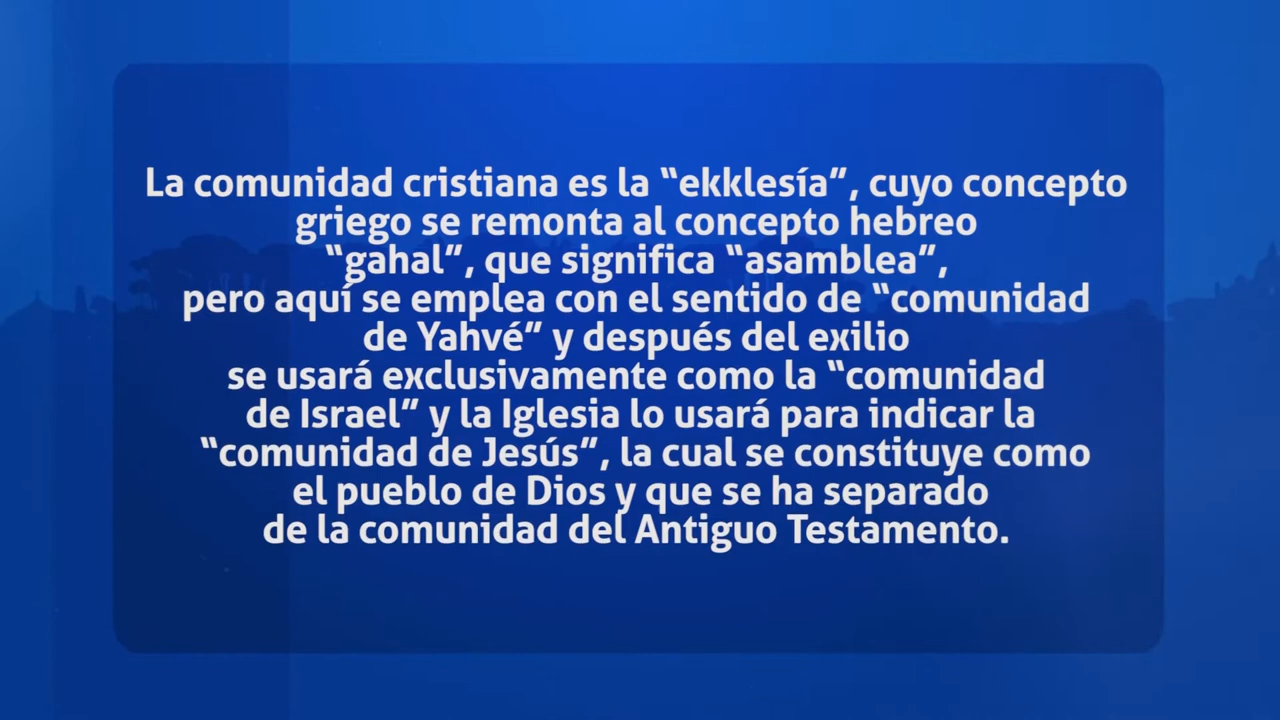 La comunidad cristiana es la “ekklesía”, cuyo concepto
griego se remonta al concepto hebreo
“gahal”, que significa “asamblea”,
pero aquí se emplea con el sentido de “comunidad
de Yahvé” y después del exilio
se usará exclusivamente como la “comunidad
de Israel” y la Iglesia lo usará para indicar la
“comunidad de Jesús”, la cual se constituye como
el pueblo de Dios y que se ha separado
de la comunidad del Antiguo Testamento.